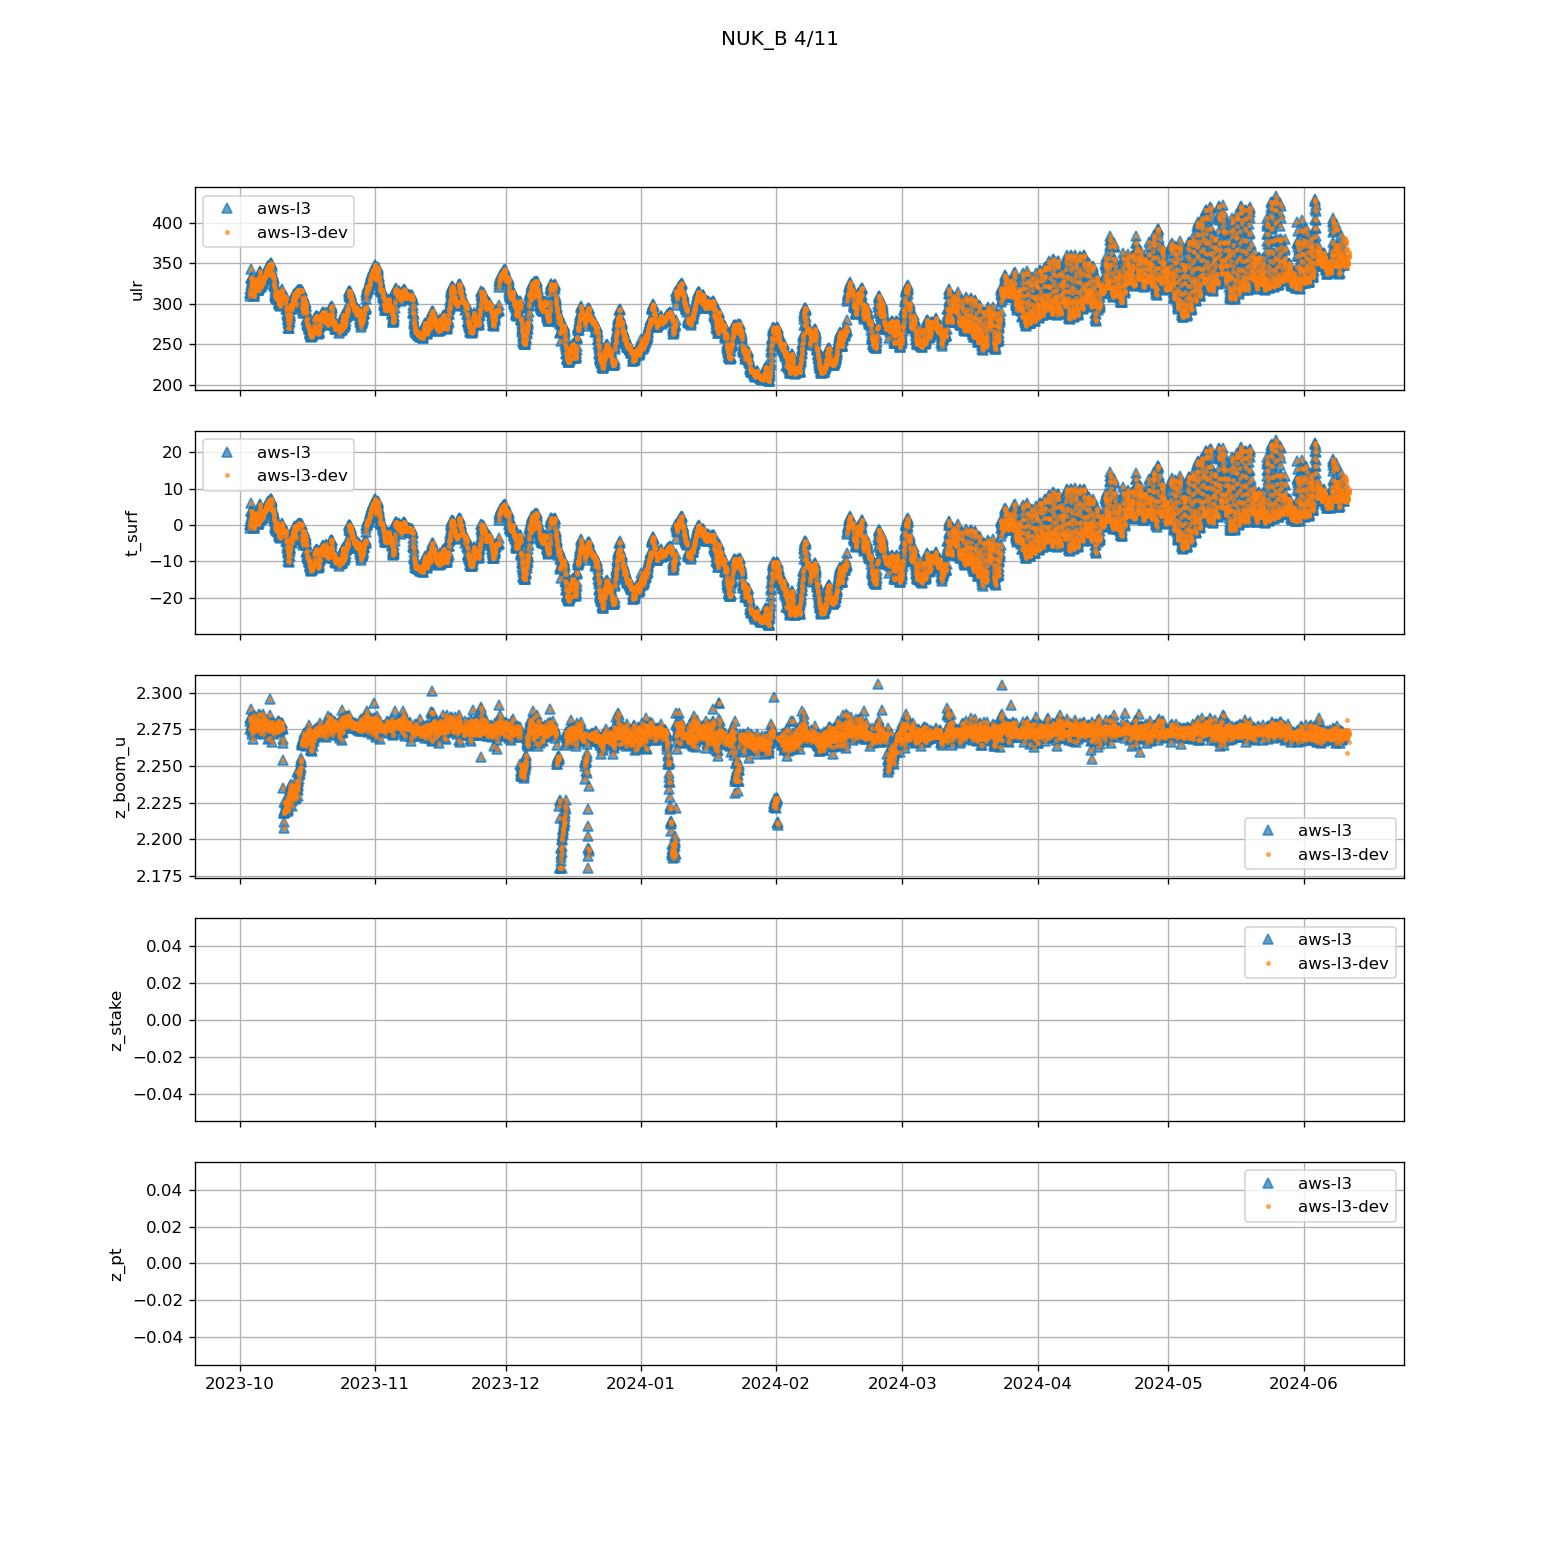 NUK_B 4/11
400
350
300
250
200
ulr
aws-l3
aws-l3-dev
20
10
0
−10
−20
t_surf
aws-l3
aws-l3-dev
2.300
2.275
2.250
2.225
2.200
2.175
z_boom_u
aws-l3
aws-l3-dev
0.04
0.02
0.00
−0.02
−0.04
z_stake
aws-l3
aws-l3-dev
0.04
0.02
0.00
−0.02
−0.04
z_pt
aws-l3
aws-l3-dev
2023-10 2023-11 2023-12 2024-01 2024-02 2024-03 2024-04 2024-05 2024-06